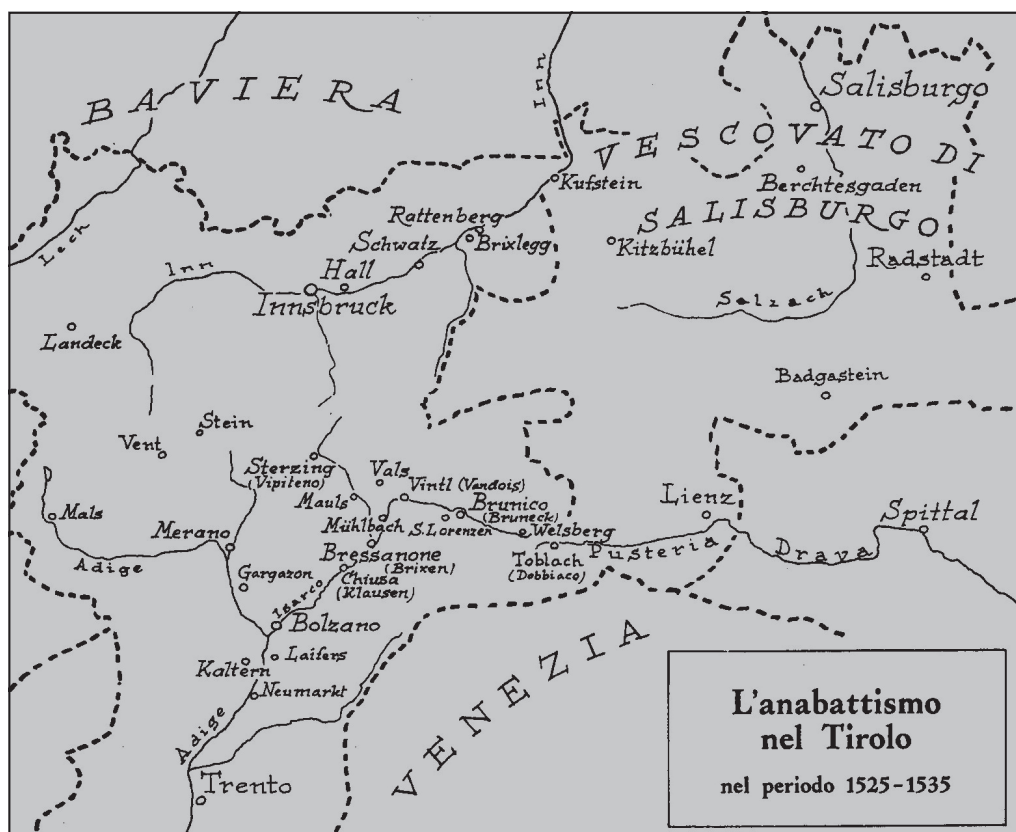 BAVIERA
Inn
Salisburgo
VESCOVATO DI
SALISBURGO
Kufstein
Berchtesgaden
Rattenberg
Brixlegg
Kitzbühel
Schwatz
Lech
Inn
Hall
Innsbruck
Radstadt
Salzach
Landeck
Badgastein
Stein
Vent
Sterzing
(Vipiteno)
Vals
Vintl (Vandois)
Mauls
Brunico
(Bruneck)
Lienz
Spittal
Mals
Mühlbach
S. Lorenzen
Welsberg
Merano
Bressanone
(Brixen)
Toblach
(Dobbiaco)
Pusteria
Drava
Adige
Gargazon
Chiusa
(Klausen)
Isarco
Bolzano
Laifers
Kaltern
Neumarkt
Adige
Trento
VENEZIA
L'anabattismo
nel Tirolo
nel periodo 1525-1535